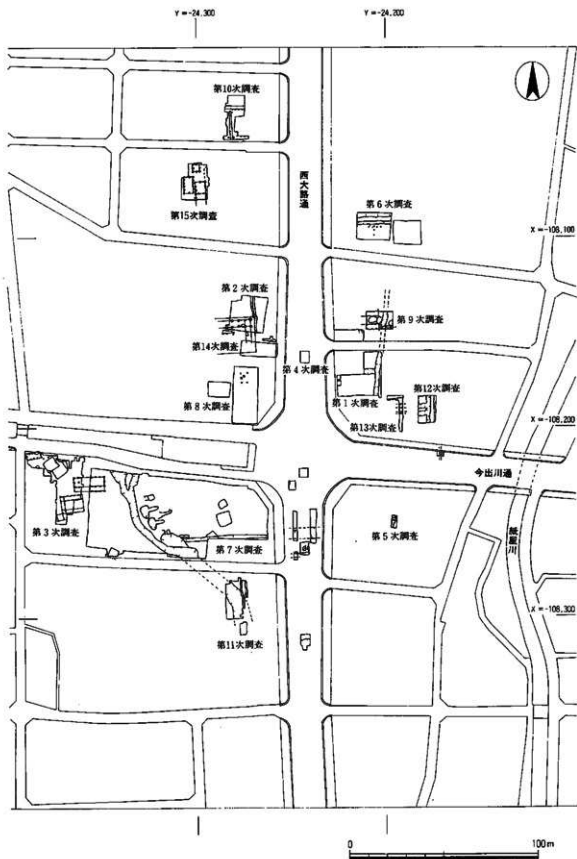 Y = -24,300
Y = -24,200
第10次調査
西大路通
第15次調査
第6次調査
X = -108,100
第2次調査
第9次調査
第14次調査
第4次調査
第8次調査
第1次調査
第12次調査
第13次調査
X = -108,200
今出川通
紙屋川
第3次調査
第7次調査
第5次調査
X = -108,300
第11次調査
0
100m